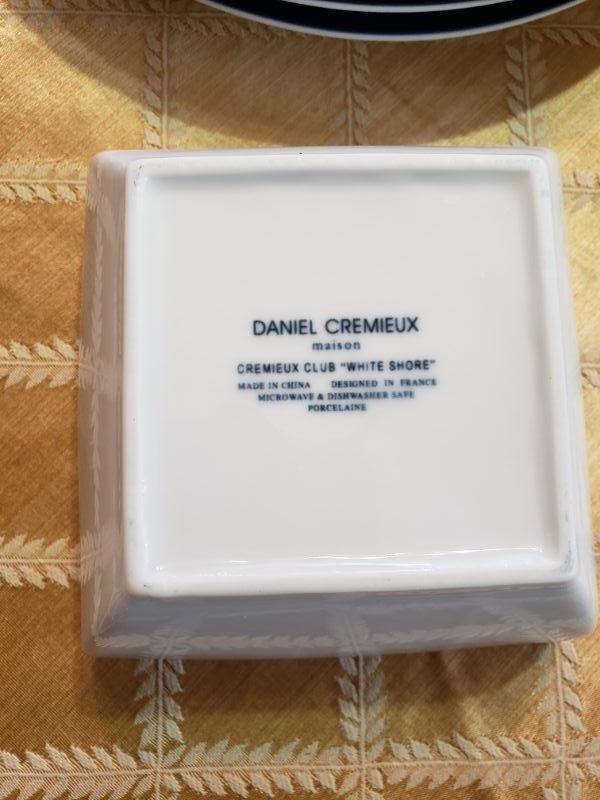 DANIEL CREMIEUX
maison
CREMIEUX CLUB "WHITE SHORE"
MADE IN CHINA DESIGNED IN FRANCE
MICROWAVE & DISHWASHER SAFE
PORCELAINE